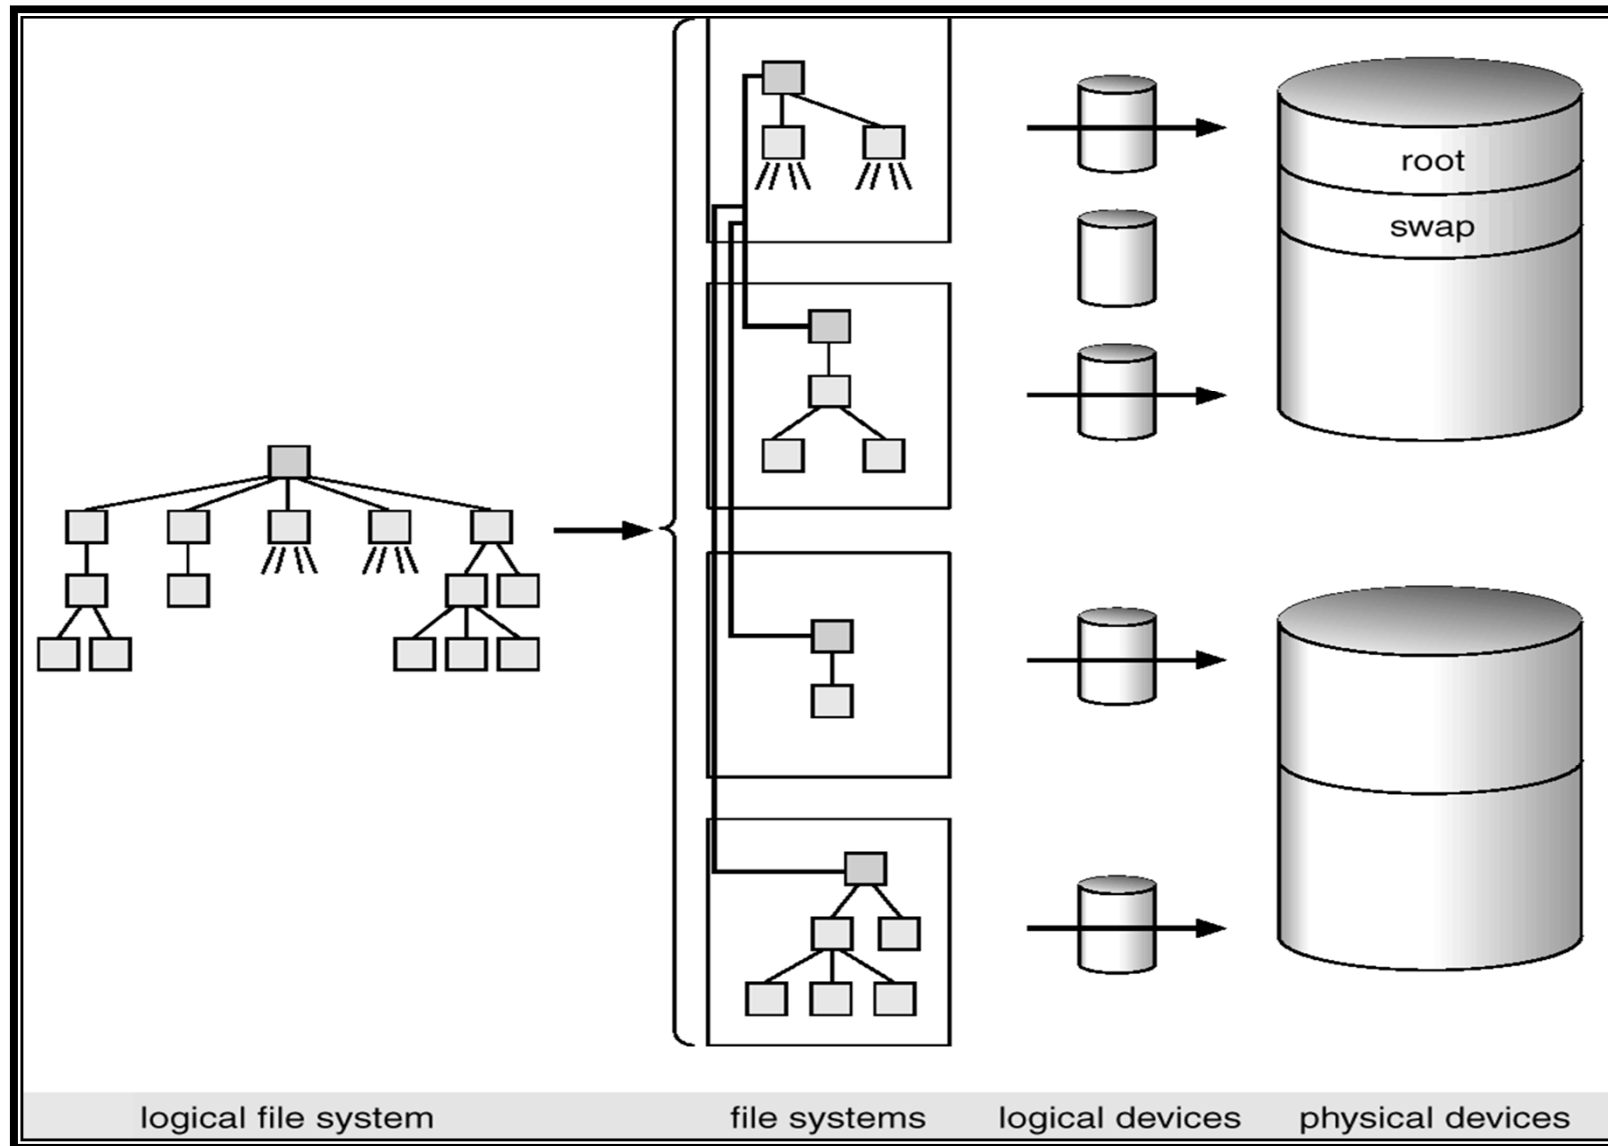 root
swap
logical file system
file systems
logical devices
physical devices